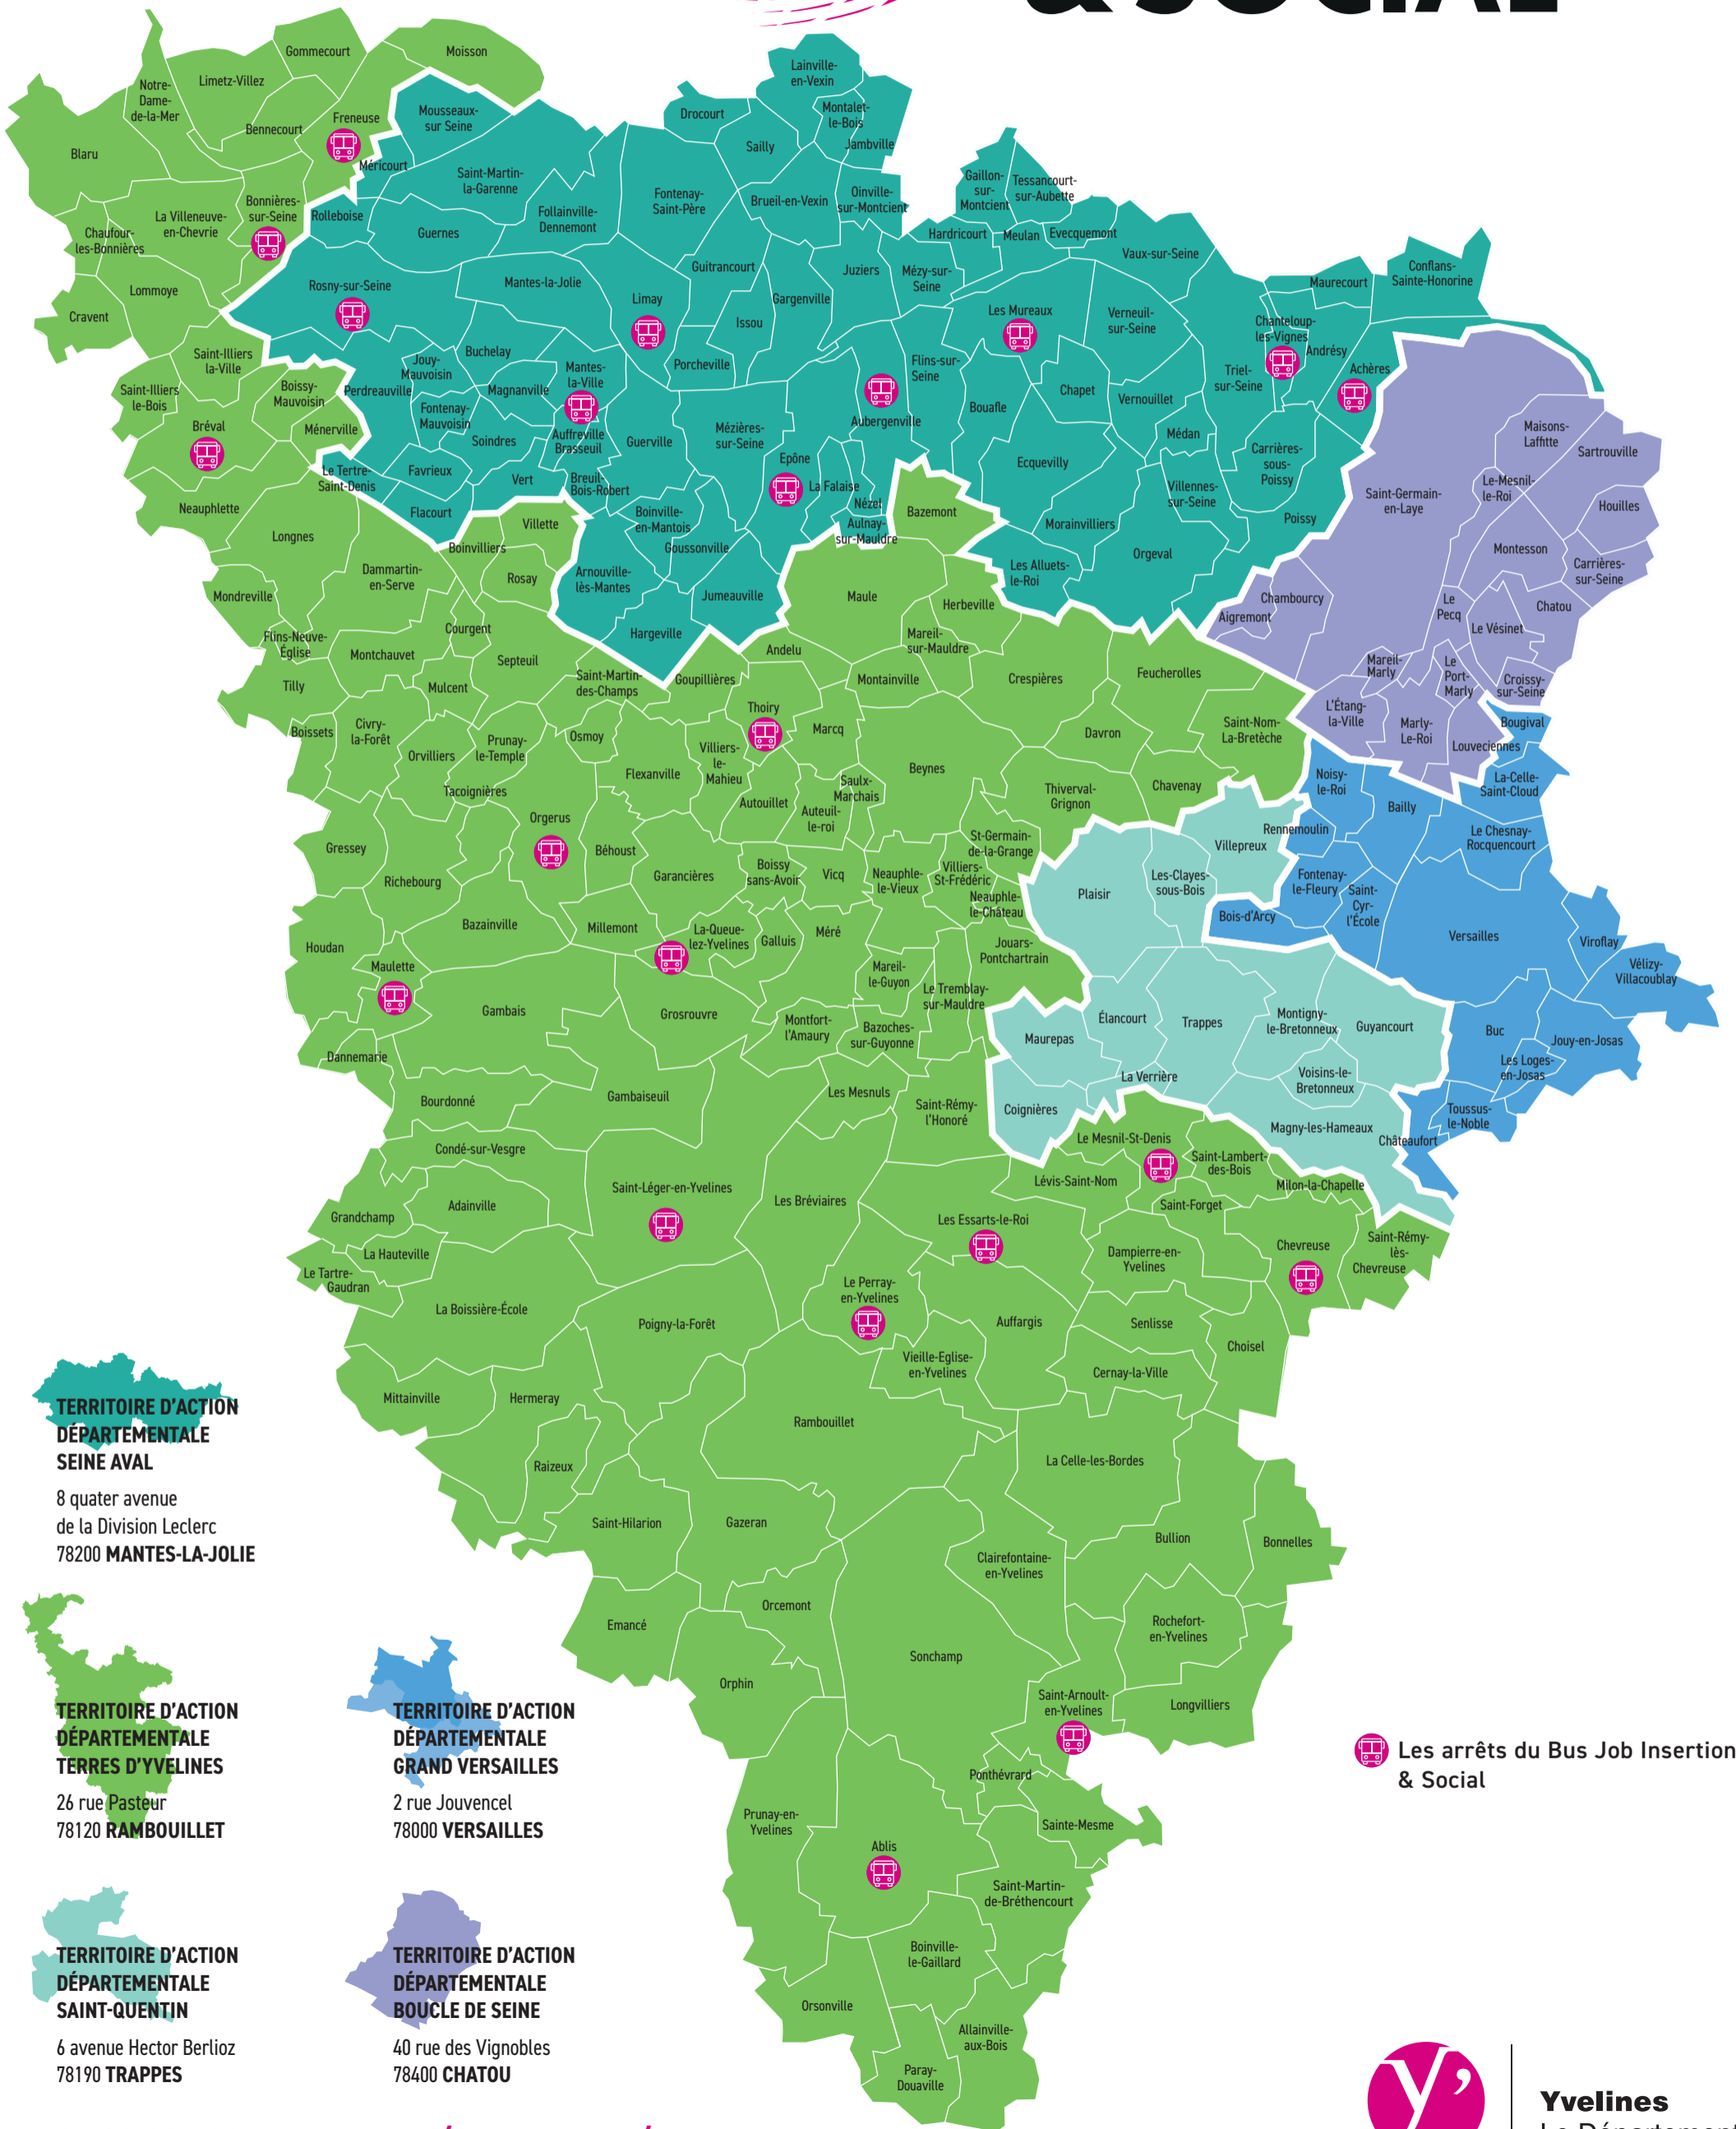 & SOCIAL
Gommecourt
Moisson
Limetz-Villez
Notre-
Dame-
de-la-Mer
Bennecourt
Freneuse
Blaru
Bonnières-
sur-Seine
La Villeneuve-
en-Chevrie
Chaufour-
les-Bonnières
Lommoye
Cravent
Saint-Illiers
la-Ville
Saint-Illiers
le-Bois
Boissy-
Mauvoisin
Ménerville
Bréval
Neauphlette
Longnes
Mondreville
Dammartin-
en-Serve
Flins-Neuve-
Église
Tilly
Montchauvet
Boinvilliers
Villette
Rosay
Courgent
Septeuil
Mulcent
Saint-Martin-
des-Champs
Boissets
Civry-
la-Forêt
Orvilliers
Prunay-
le-Temple
Osmoy
Tacoignières
Flexanville
Goupillières
Andelu
Thoiry
Villiers-
le-
Mahieu
Marcq
Autouillet
Saulx-
Marchais
Auteuil-
le-roi
Bazemont
Maule
Herbeville
Mareil-
sur-Mauldre
Montainville
Crespières
Feucherolles
Davron
Saint-Nom-
La-Bretèche
Chavenay
Thiverval-
Grignon
Beynes
Orgerus
Béhoust
Garancières
Boissy
sans-Avoir
Vicq
Neauphle-
le-Vieux
St-Germain-
de-la-Grange
Villiers-
St-Frédéric
Neauphle-
le-Château
Jouars-
Pontchartrain
Gressey
Richebourg
Bazainville
Millemont
La-Queue-
lez-Yvelines
Galluis
Méré
Mareil-
le-Guyon
Le Tremblay-
sur-Mauldre
Houdan
Maulette
Gambais
Grosrouvre
Montfort-
l'Amaury
Bazoches-
sur-Guyonne
Dannemarie
Bourdonné
Gambaiseuil
Les Mesnuls
Saint-Rémy-
l'Honoré
Condé-sur-Vesgre
Adainville
Grandchamp
La Hauteville
Le Tartre-
Gaudran
La Boissière-École
Saint-Léger-en-Yvelines
Les Bréviaires
Les Essarts-le-Roi
Lévis-Saint-Nom
Le Mesnil-St-Denis
Saint-Lambert-
des-Bois
Milon-la-Chapelle
Saint-Forget
Dampierre-en-
Yvelines
Chevreuse
Saint-Rémy-
lès-
Chevreuse
Le Perray-
en-Yvelines
Auffargis
Senlisse
Choisel
Cernay-la-Ville
Vieille-Eglise-
en-Yvelines
Poigny-la-Forêt
Mittainville
Hermeray
Raizeux
Rambouillet
La Celle-les-Bordes
Saint-Hilarion
Gazeran
Clairefontaine-
en-Yvelines
Bullion
Bonnelles
Emancé
Orcemont
Orphin
Sonchamp
Rochefort-
en-Yvelines
Longvilliers
Saint-Arnoult-
en-Yvelines
Ponthévrard
Sainte-Mesme
Prunay-en-
Yvelines
Ablis
Saint-Martin-
de-Bréthencourt
Boinville-
le-Gaillard
Orsonville
Allainville-
aux-Bois
Paray-
Douaville
Mousseaux-
sur Seine
Méricourt
Rolleboise
Saint-Martin-
la-Garenne
Guernes
Follainville-
Dennemont
Fontenay-
Saint-Père
Drocourt
Lainville-
en-Vexin
Montalet-
le-Bois
Jambville
Sailly
Brueil-en-Vexin
Oinville-
sur-Montcient
Gaillon-
sur-
Montcient
Tessancourt-
sur-Aubette
Hardricourt
Meulan
Evecquemont
Vaux-sur-Seine
Mézy-sur-
Seine
Juziers
Gargenville
Guitrancourt
Issou
Limay
Porcheville
Mantes-la-Jolie
Rosny-sur-Seine
Buchelay
Jouy-
Mauvoisin
Perdreauville
Magnanville
Mantes-
la-Ville
Fontenay-
Mauvoisin
Soindres
Auffreville
Brasseuil
Guerville
Le Tertre-
Saint-Denis
Favrieux
Vert
Breuil-
Bois-Robert
Flacourt
Mézières-
sur-Seine
Epône
La Falaise
Nézel
Aulnay-
sur-Mauldre
Boinville-
en-Mantois
Goussonville
Arnouville-
lès-Mantes
Jumeauville
Hargeville
Aubergenville
Flins-sur-
Seine
Les Mureaux
Bouafle
Chapet
Verneuil-
sur-Seine
Vernouillet
Ecquevilly
Médan
Triel-
sur-Seine
Chanteloup-
les-Vignes
Andrésy
Maurecourt
Conflans-
Sainte-Honorine
Achères
Carrières-
sous-
Poissy
Villennes-
sur-Seine
Poissy
Morainvilliers
Orgeval
Les Alluets-
le-Roi
Maisons-
Laffitte
Sartrouville
Le-Mesnil-
le-Roi
Saint-Germain-
en-Laye
Houilles
Montesson
Carrières-
sur-Seine
Chambourcy
Aigremont
Le
Pecq
Chatou
Le Vésinet
Mareil-
Marly
Le
Port-
Marly
Croissy-
sur-Seine
L'Étang-
la-Ville
Marly-
Le-Roi
Louveciennes
Bougival
La-Celle-
Saint-Cloud
Noisy-
le-Roi
Bailly
Le Chesnay-
Rocquencourt
Rennemoulin
Fontenay-
le-Fleury
Saint-
Cyr-
l'École
Bois-d'Arcy
Versailles
Viroflay
Vélizy-
Villacoublay
Buc
Jouy-en-Josas
Les Loges-
en-Josas
Toussus-
le-Noble
Châteaufort
Villepreux
Les-Clayes-
sous-Bois
Plaisir
Élancourt
Trappes
Montigny-
le-Bretonneux
Guyancourt
Maurepas
La Verrière
Voisins-le-
Bretonneux
Coignières
Magny-les-Hameaux
TERRITOIRE D'ACTION
DÉPARTEMENTALE
SEINE AVAL
8 quater avenue
de la Division Leclerc
78200 MANTES-LA-JOLIE
TERRITOIRE D'ACTION
DÉPARTEMENTALE
TERRES D'YVELINES
26 rue Pasteur
78120 RAMBOUILLET
TERRITOIRE D'ACTION
DÉPARTEMENTALE
GRAND VERSAILLES
2 rue Jouvencel
78000 VERSAILLES
TERRITOIRE D'ACTION
DÉPARTEMENTALE
SAINT-QUENTIN
6 avenue Hector Berlioz
78190 TRAPPES
TERRITOIRE D'ACTION
DÉPARTEMENTALE
BOUCLE DE SEINE
40 rue des Vignobles
78400 CHATOU
Les arrêts du Bus Job Insertion
& Social
Yvelines
Le Département